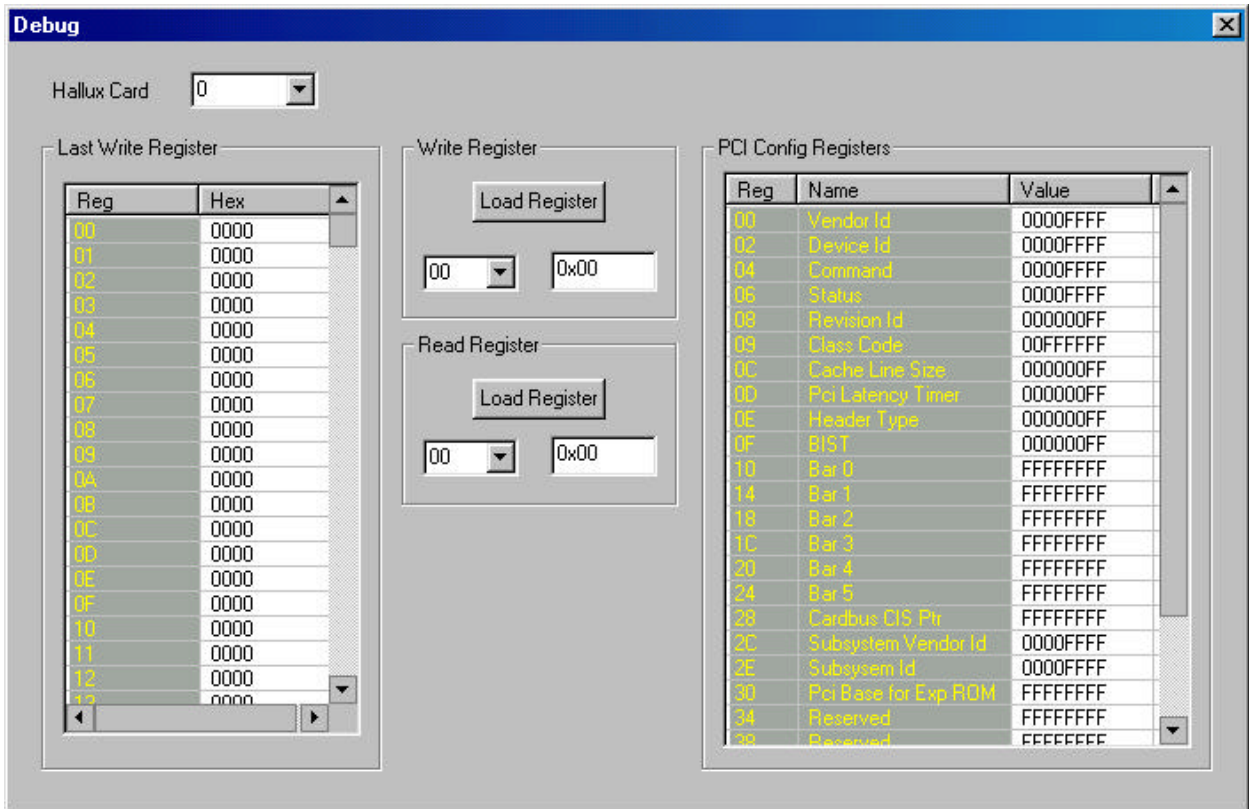 Debug
Hallux Card 0
Last Write Register
Reg Hex
00 0000
01 0000
02 0000
03 0000
04 0000
05 0000
06 0000
07 0000
08 0000
09 0000
0A 0000
0B 0000
0C 0000
0D 0000
0E 0000
0F 0000
10 0000
11 0000
12 0000
13 0000
Write Register
Load Register
00 0x00
Read Register
Load Register
00 0x00
PCI Config Registers
Reg Name Value
00 Vendor Id 0000FFFF
02 Device Id 0000FFFF
04 Command 0000FFFF
06 Status 0000FFFF
08 Revision Id 000000FF
09 Class Code 00FFFFFF
0C Cache Line Size 000000FF
0D Pci Latency Timer 000000FF
0E Header Type 000000FF
0F BIST 000000FF
10 Bar 0 FFFFFFFF
14 Bar 1 FFFFFFFF
18 Bar 2 FFFFFFFF
1C Bar 3 FFFFFFFF
20 Bar 4 FFFFFFFF
24 Bar 5 FFFFFFFF
28 Cardbus CIS Ptr FFFFFFFF
2C Subsystem Vendor Id 0000FFFF
2E Subsysem Id 0000FFFF
30 Pci Base for Exp ROM FFFFFFFF
34 Reserved FFFFFFFF
38 Reserved FFFFFFFF